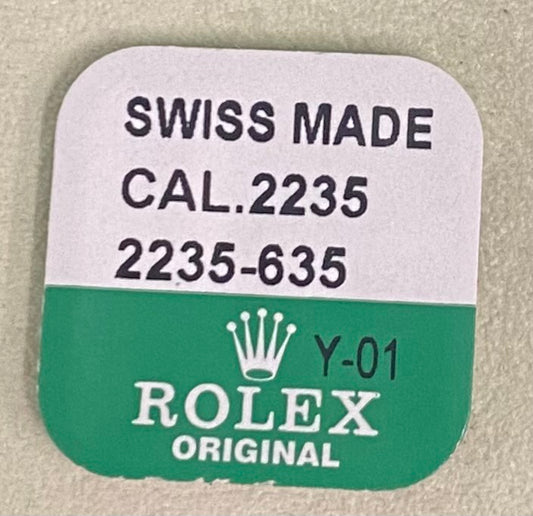 SWISS MADE
CAL.2235
2235-635
Y-01
ROLEX
ORIGINAL